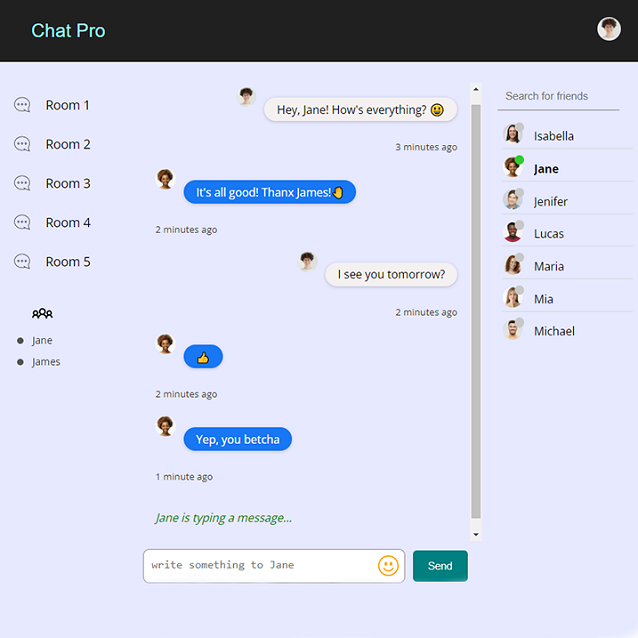 Chat Pro
Room 1
Room 2
Room 3
Room 4
Room 5
Jane
James
Hey, Jane! How's everything? 😃
3 minutes ago
It's all good! Thanx James!🤚
2 minutes ago
I see you tomorrow?
2 minutes ago
👍
2 minutes ago
Yep, you betcha
1 minute ago
Jane is typing a message...
write something to Jane
Send
Search for friends
Isabella
Jane
Jenifer
Lucas
Maria
Mia
Michael